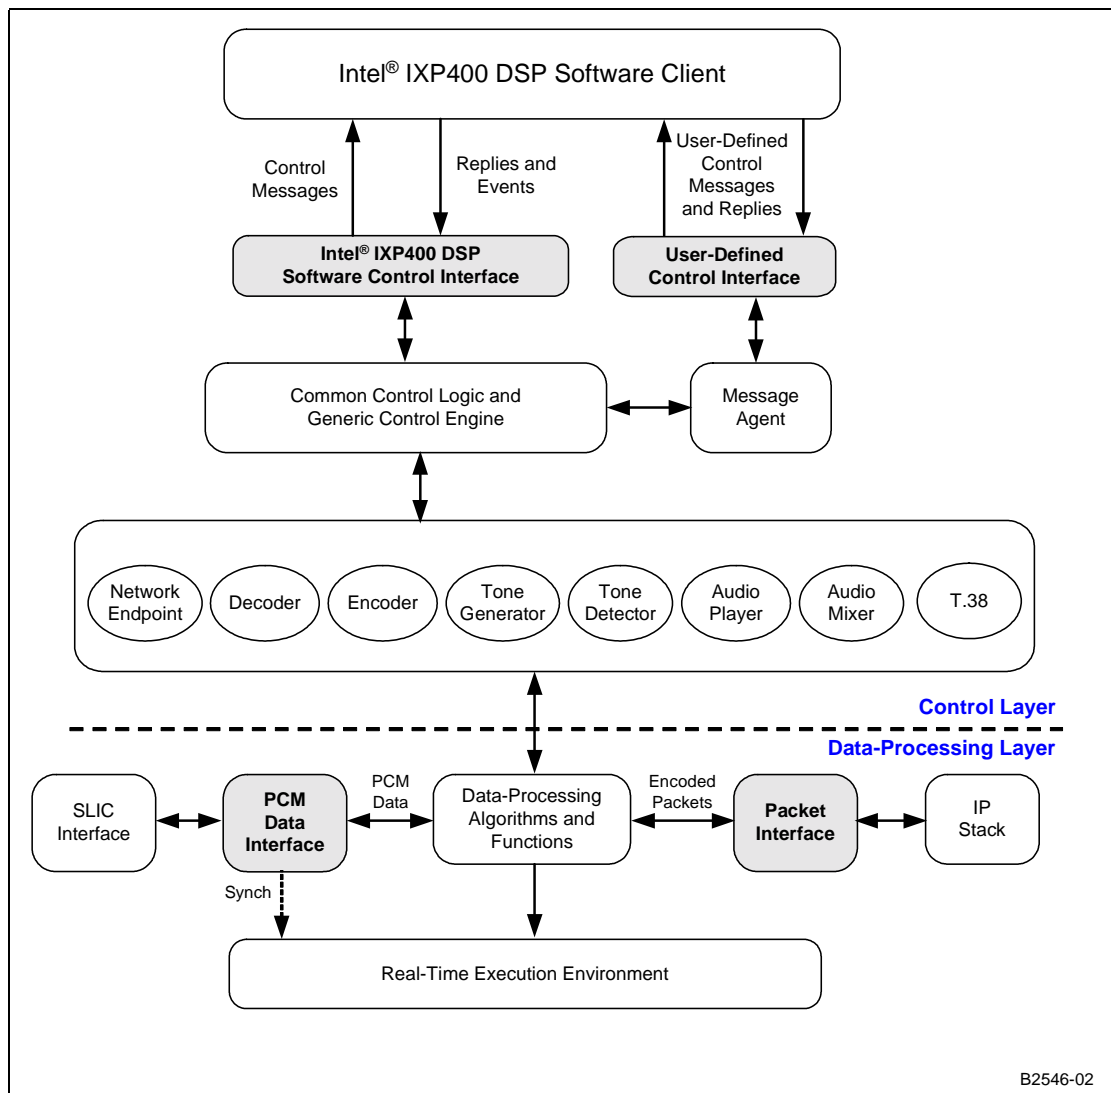 Intel® IXP400 DSP Software Client
Control
Messages
Replies and
Events
User-Defined
Control
Messages
and Replies
Intel® IXP400 DSP
Software Control Interface
User-Defined
Control Interface
Common Control Logic and
Generic Control Engine
Message
Agent
Network
Endpoint
Decoder
Encoder
Tone
Generator
Tone
Detector
Audio
Player
Audio
Mixer
T.38
Control Layer
Data-Processing Layer
SLIC
Interface
PCM
Data
Interface
PCM
Data
Data-Processing
Algorithms and
Functions
Encoded
Packets
Packet
Interface
IP
Stack
Synch
Real-Time Execution Environment
B2546-02